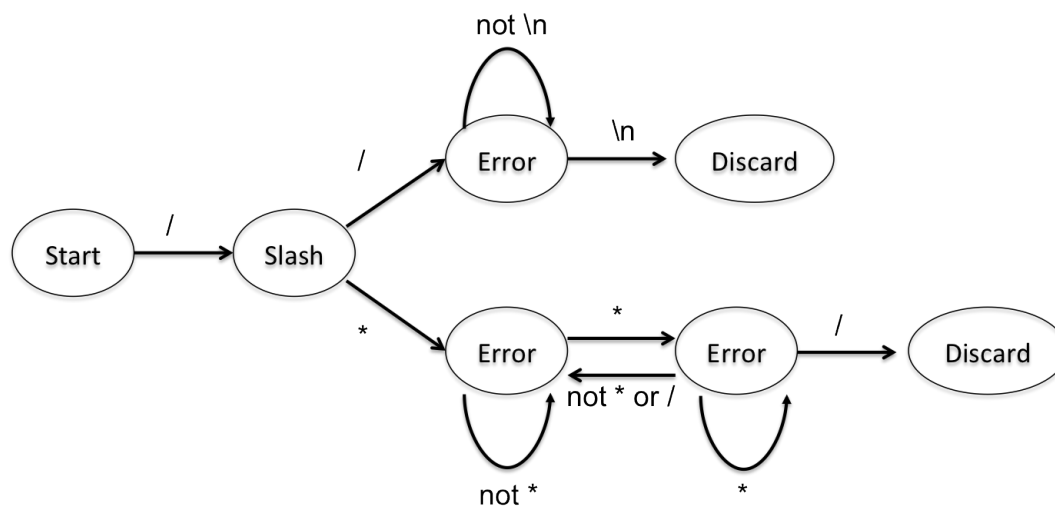 not \n
/
Error
\n
Discard
Start
/
Slash
*
Error
*
not * or /
Error
/
Discard
not *
*